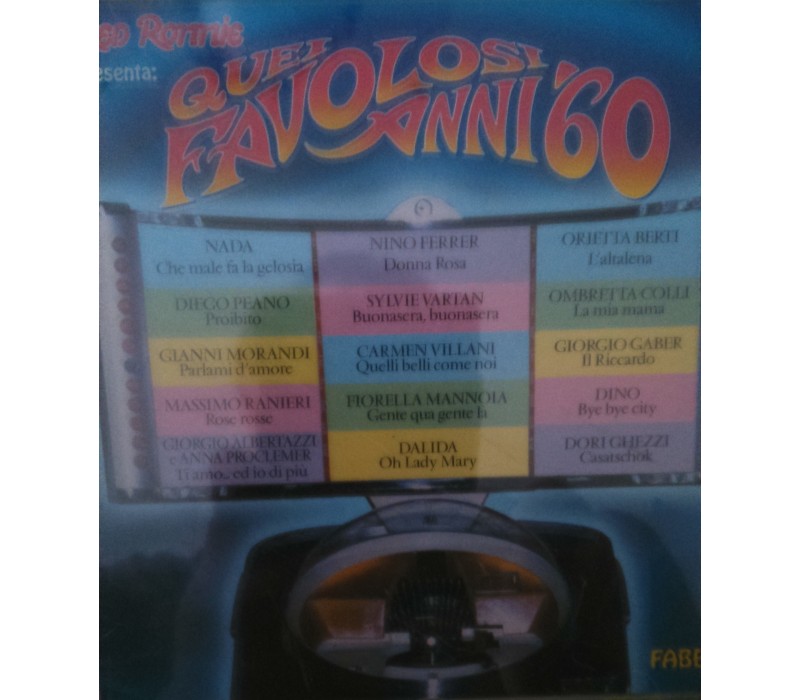 Ronnie
esenta:
QUEI
FAVOLOSI
ANNI '60
NADA
Che male fa la gelosia
DIEGO PEANO
Proibito
GIANNI MORANDI
Parlami d'amore
MASSIMO RANIERI
Rose rosse
GIORGIO ALBERTAZZI
e ANNA PROCLEMER
Ti amo.. ed io di più
NINO FERRER
Donna Rosa
SYLVIE VARTAN
Buonasera, buonasera
CARMEN VILLANI
Quelli belli come noi
FIORELLA MANNOIA
Gente qua gente la
DALIDA
Oh Lady Mary
ORIETTA BERTI
L'altalena
OMBRETTA COLLI
La mia mama
GIORGIO GABER
Il Riccardo
DINO
Bye bye city
DORI GHEZZI
Casatschok
FABB